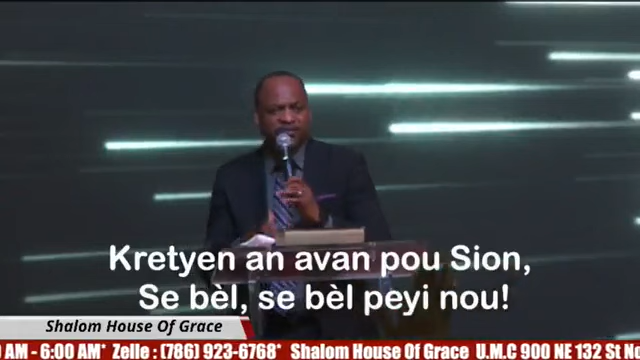 Kretyen an avan pou Sion,
Se bèl, se bèl peyi nou!
Shalom House Of Grace
AM - 6:00 AM* Zelle : (786) 923-6768* Shalom House Of Grace U.M.C 900 NE 132 St